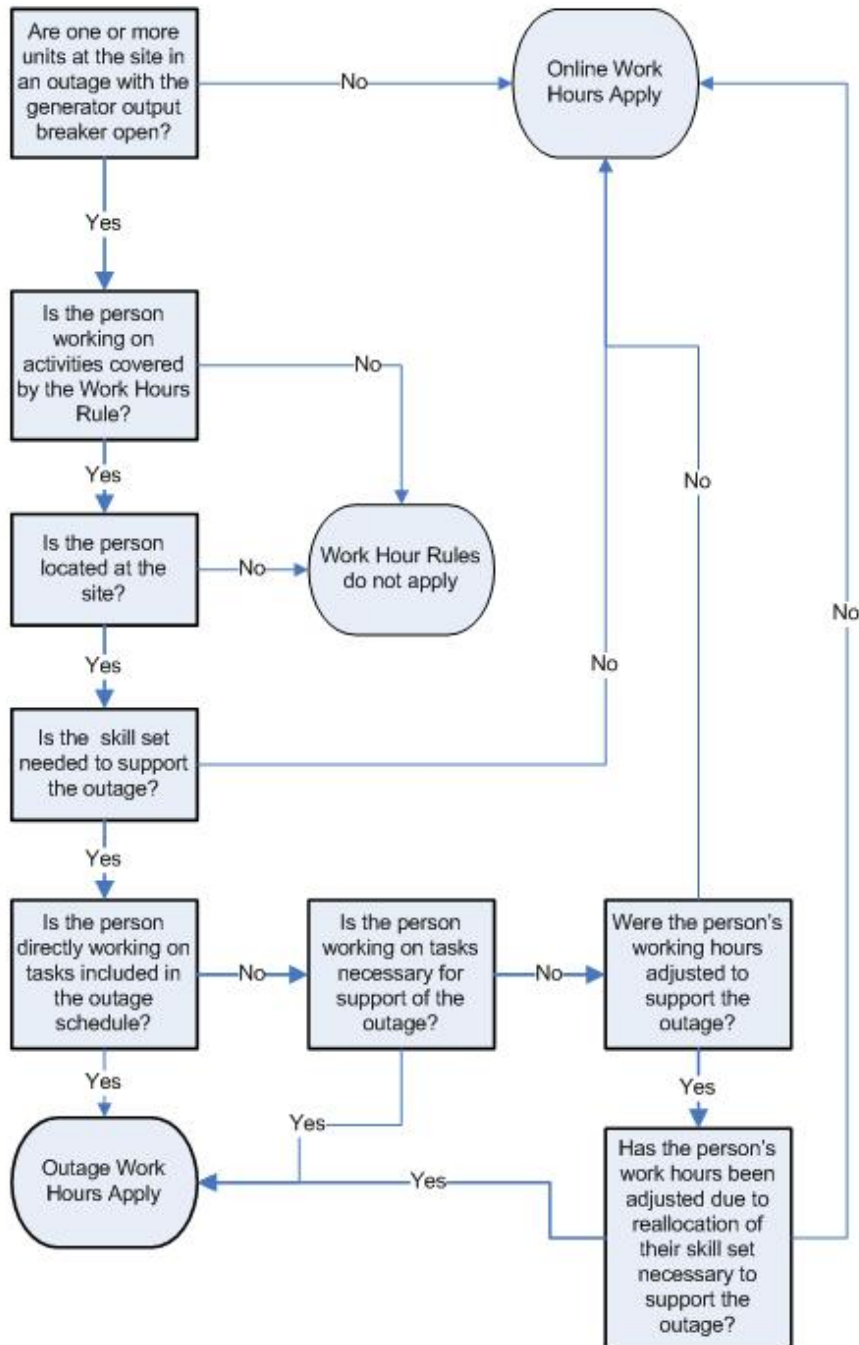 Are one or more
units at the site in
an outage with the
generator output
breaker open?
No
Online Work
Hours Apply
Yes
Is the person
working on
activities covered
by the Work Hours
Rule?
No
Yes
Is the person
located at the
site?
No
Work Hour Rules
do not apply
No
No
No
Yes
Is the skill set
needed to support
the outage?
Yes
Is the person
directly working on
tasks included in
the outage
schedule?
No
Is the person
working on tasks
necessary for
support of the
outage?
No
Were the person's
working hours
adjusted to
support the
outage?
Yes
Yes
Yes
Outage Work
Hours Apply
Yes
Has the person's
work hours been
adjusted due to
reallocation of
their skill set
necessary to
support the
outage?